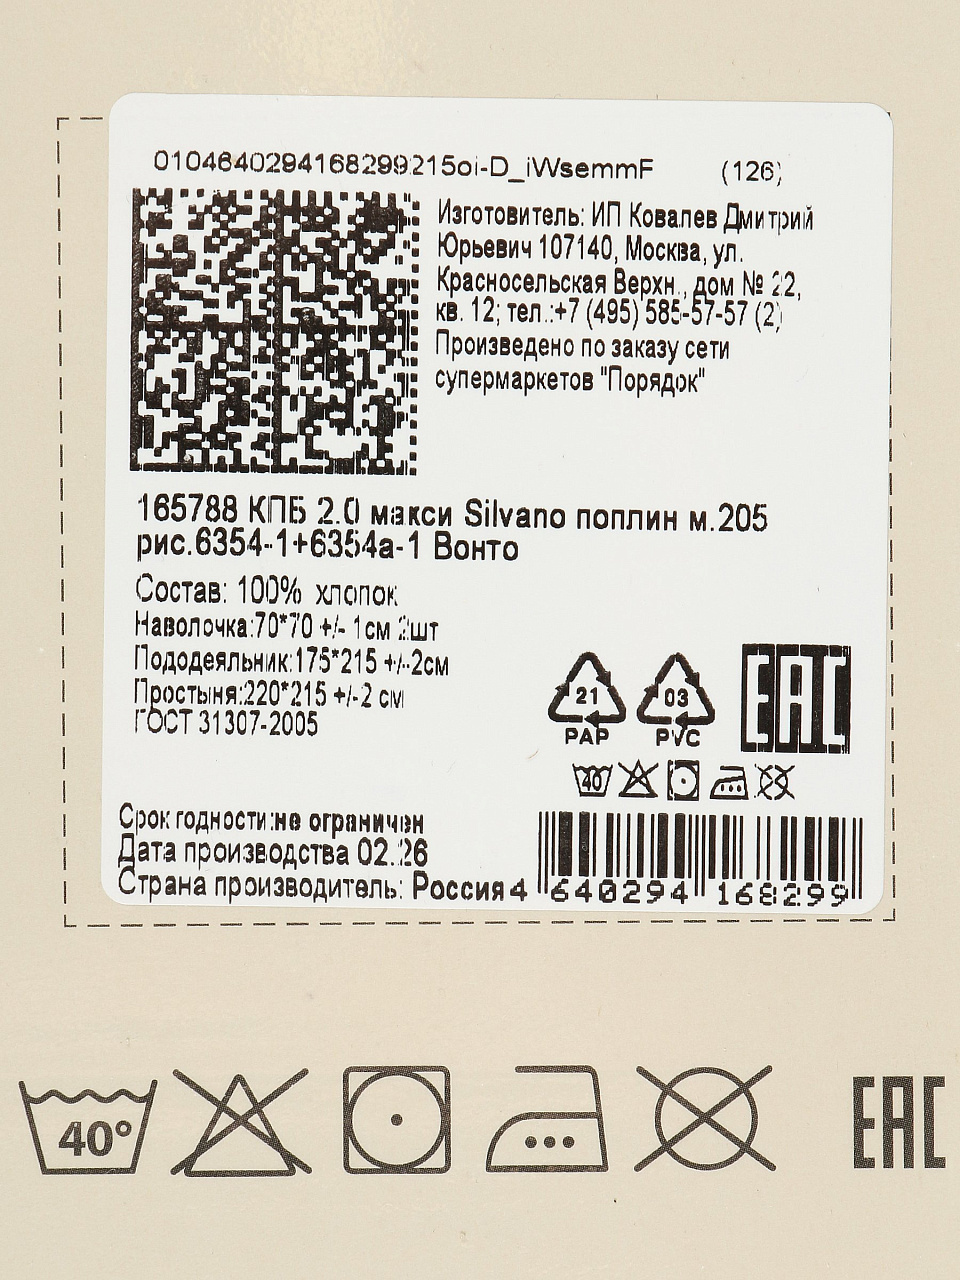 0104640294168299215oi-D_iWsemmF (126)
Изготовитель: ИП Ковалев Дмитрий
Юрьевич 107140, Москва, ул.
Красносельская Верхн., дом № 22,
кв. 12; тел.:+7 (495) 585-57-57 (2)
Произведено по заказу сети
супермаркетов "Порядок"
165788 КПБ 2.0 макси Silvano поплин м.205
рис.6354-1+6354а-1 Вонто
Состав: 100% хлопок
Наволочка:70*70 +/- 1см 2шт
Пододеяльник:175*215 +/-2см
Простыня:220*215 +/-2 см
ГОСТ 31307-2005
21 03 EAC
PAP PVC
40
Срок годности:не ограничен
Дата производства 02.26
Страна производитель: Россия
4 640294 168299
40° EAC